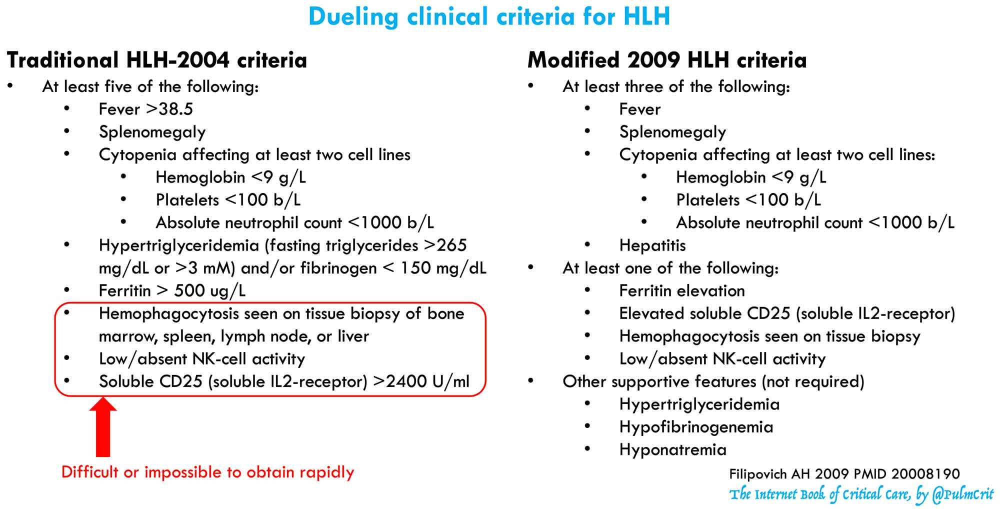 Dueling clinical criteria for HLH
Traditional HLH-2004 criteria
• At least five of the following:
• Fever >38.5
• Splenomegaly
• Cytopenia affecting at least two cell lines
• Hemoglobin <9 g/L
• Platelets <100 b/L
• Absolute neutrophil count <1000 b/L
• Hypertriglyceridemia (fasting triglycerides >265
mg/dL or >3 mM) and/or fibrinogen < 150 mg/dL
• Ferritin > 500 ug/L
• Hemophagocytosis seen on tissue biopsy of bone
marrow, spleen, lymph node, or liver
• Low/absent NK-cell activity
• Soluble CD25 (soluble IL2-receptor) >2400 U/ml
Difficult or impossible to obtain rapidly
Modified 2009 HLH criteria
• At least three of the following:
• Fever
• Splenomegaly
• Cytopenia affecting at least two cell lines:
• Hemoglobin <9 g/L
• Platelets <100 b/L
• Absolute neutrophil count <1000 b/L
• Hepatitis
• At least one of the following:
• Ferritin elevation
• Elevated soluble CD25 (soluble IL2-receptor)
• Hemophagocytosis seen on tissue biopsy
• Low/absent NK-cell activity
• Other supportive features (not required)
• Hypertriglyceridemia
• Hypofibrinogenemia
• Hyponatremia
Filipovich AH 2009 PMID 20008190
The Internet Book of Critical Care, by @PulmCrit